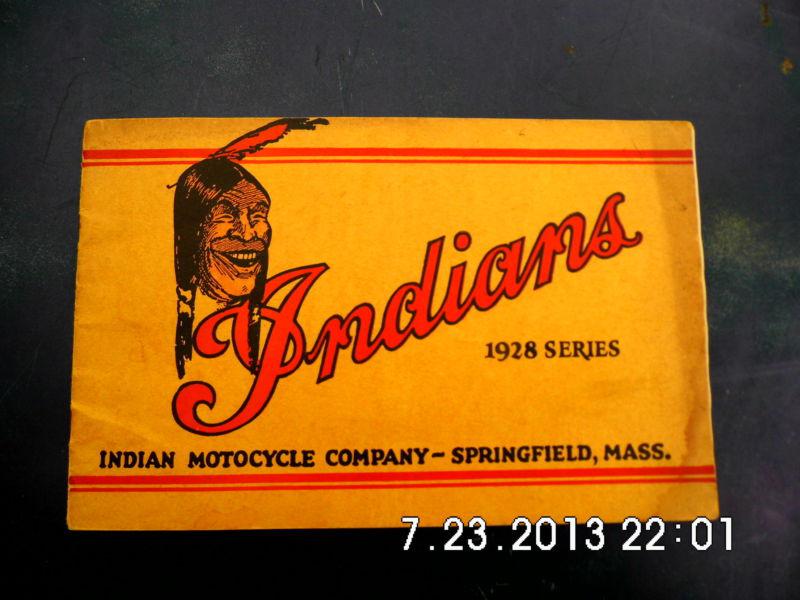 Indians
1928 SERIES
INDIAN MOTOCYCLE COMPANY~SPRINGFIELD, MASS.
7.23.2013 22:01